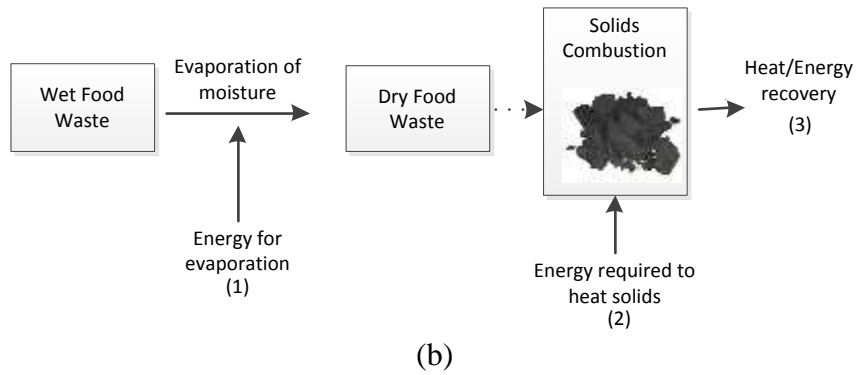 Solids
Combustion
Evaporation of
moisture
Wet Food
Waste
Dry Food
Waste
Heat/Energy
recovery
(3)
Energy for
evaporation
(1)
Energy required to
heat solids
(2)
(b)